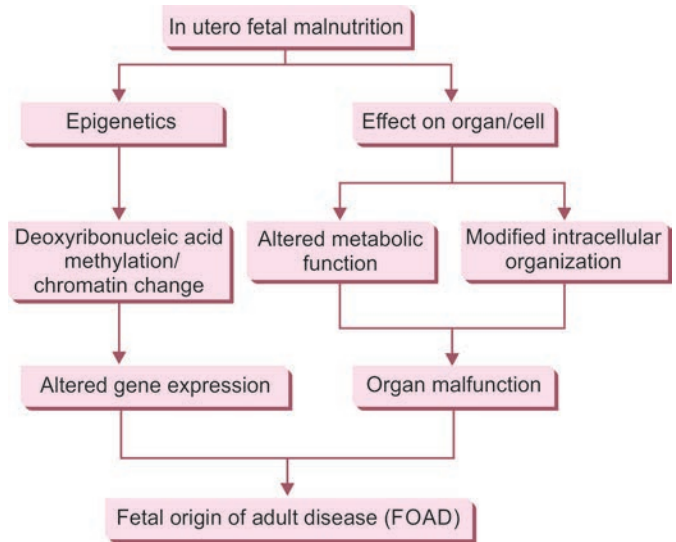 In utero fetal malnutrition
Epigenetics
Effect on organ/cell
Deoxyribonucleic acid
methylation/
chromatin change
Altered metabolic
function
Modified intracellular
organization
Altered gene expression
Organ malfunction
Fetal origin of adult disease (FOAD)